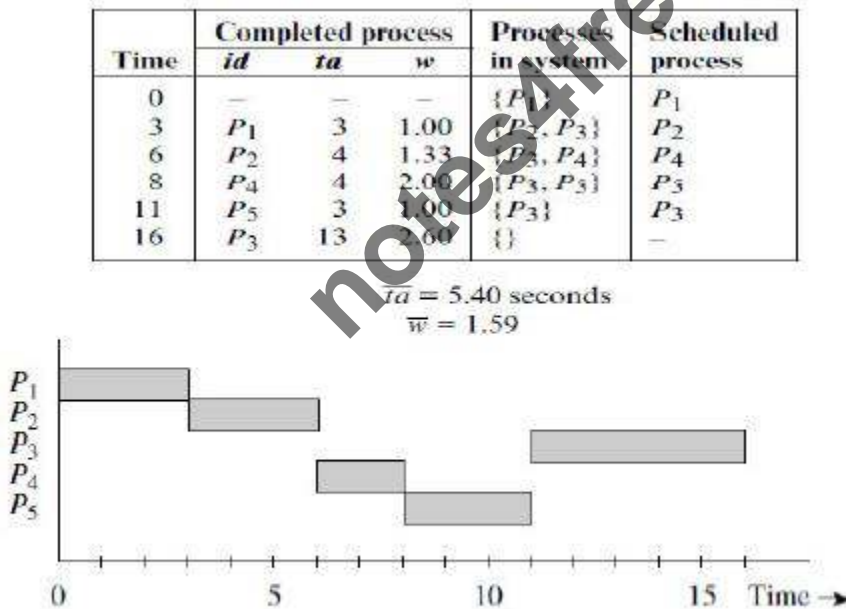 Completed process Processes Scheduled
Time id ta w in system process
0 – – – {P1} P1
3 P1 3 1.00 {P2, P3} P2
6 P2 4 1.33 {P3, P4} P4
8 P4 4 2.00 {P3, P5} P5
11 P5 3 1.00 {P3} P3
16 P3 13 2.60 {} –
ta = 5.40 seconds
w = 1.59
P1
P2
P3
P4
P5
0 5 10 15 Time
notes4fre